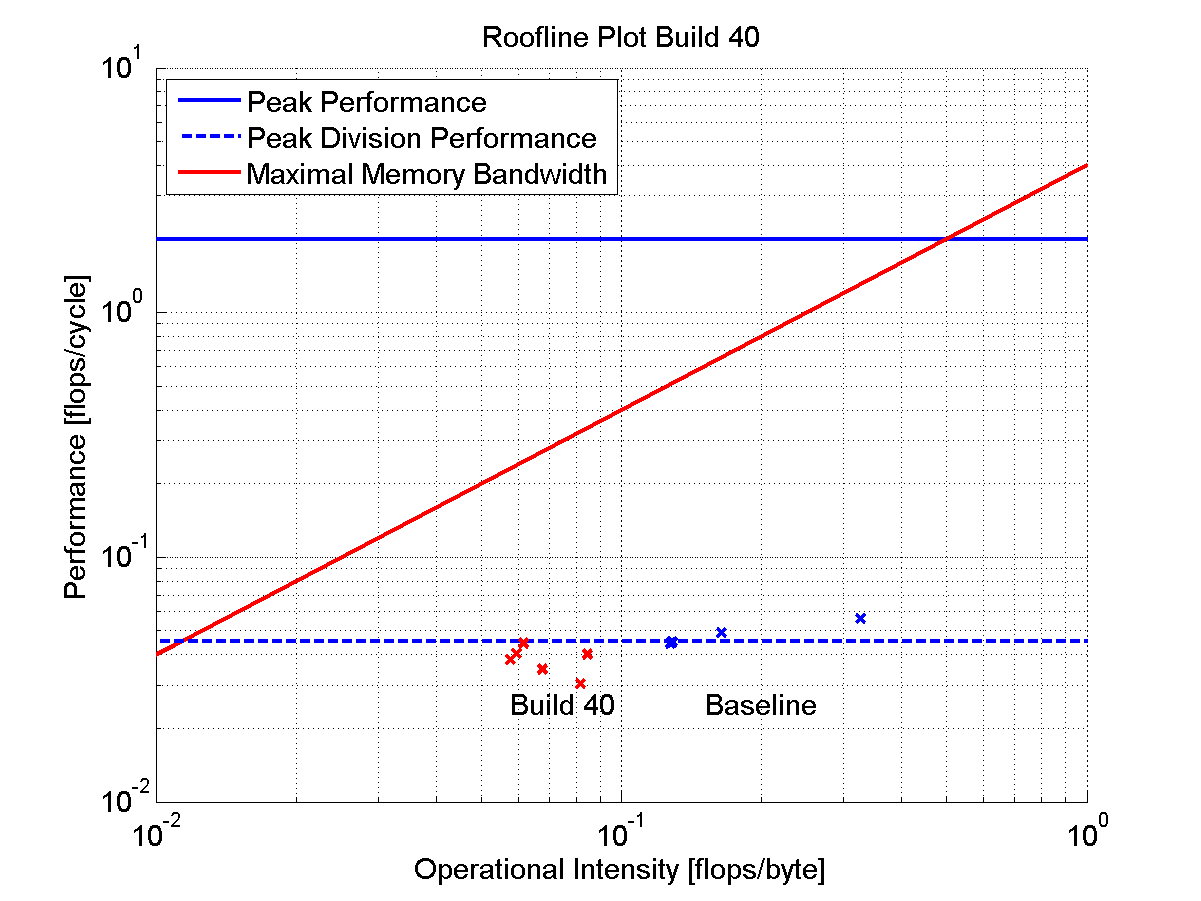 Roofline Plot Build 40
10^1
Peak Performance
Peak Division Performance
Maximal Memory Bandwidth
10^0
Performance [flops/cycle]
10^-1
Build 40 Baseline
10^-2
10^-2 10^-1 10^0
Operational Intensity [flops/byte]